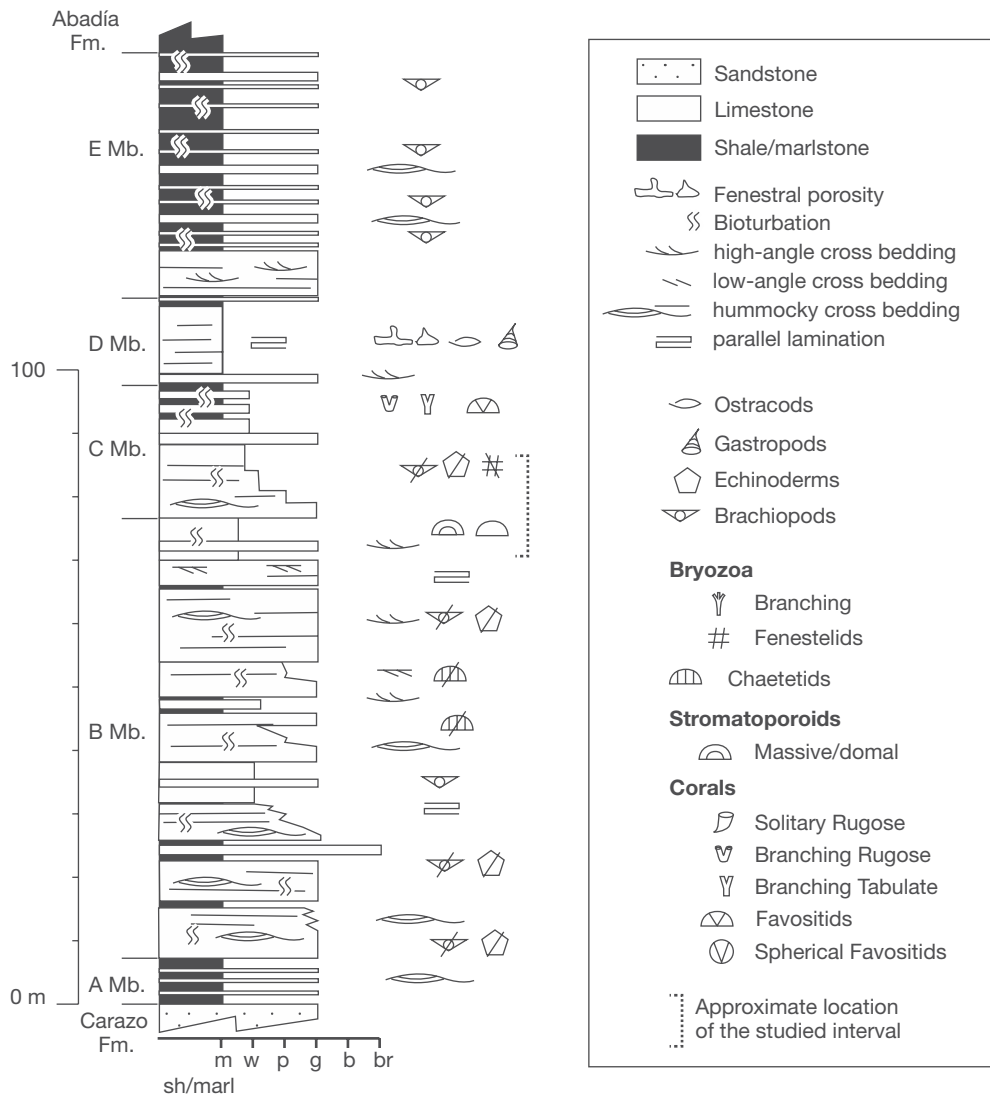 Abadía
Fm.
E Mb.
D Mb.
100
C Mb.
B Mb.
A Mb.
0 m
Carazo
Fm.
m w p g b br
sh/marl
Sandstone
Limestone
Shale/marlstone
Fenestral porosity
Bioturbation
high-angle cross bedding
low-angle cross bedding
hummocky cross bedding
parallel lamination
Ostracods
Gastropods
Echinoderms
Brachiopods
Bryozoa
Branching
Fenestelids
Chaetetids
Stromatoporoids
Massive/domal
Corals
Solitary Rugose
Branching Rugose
Branching Tabulate
Favositids
Spherical Favositids
Approximate location
of the studied interval